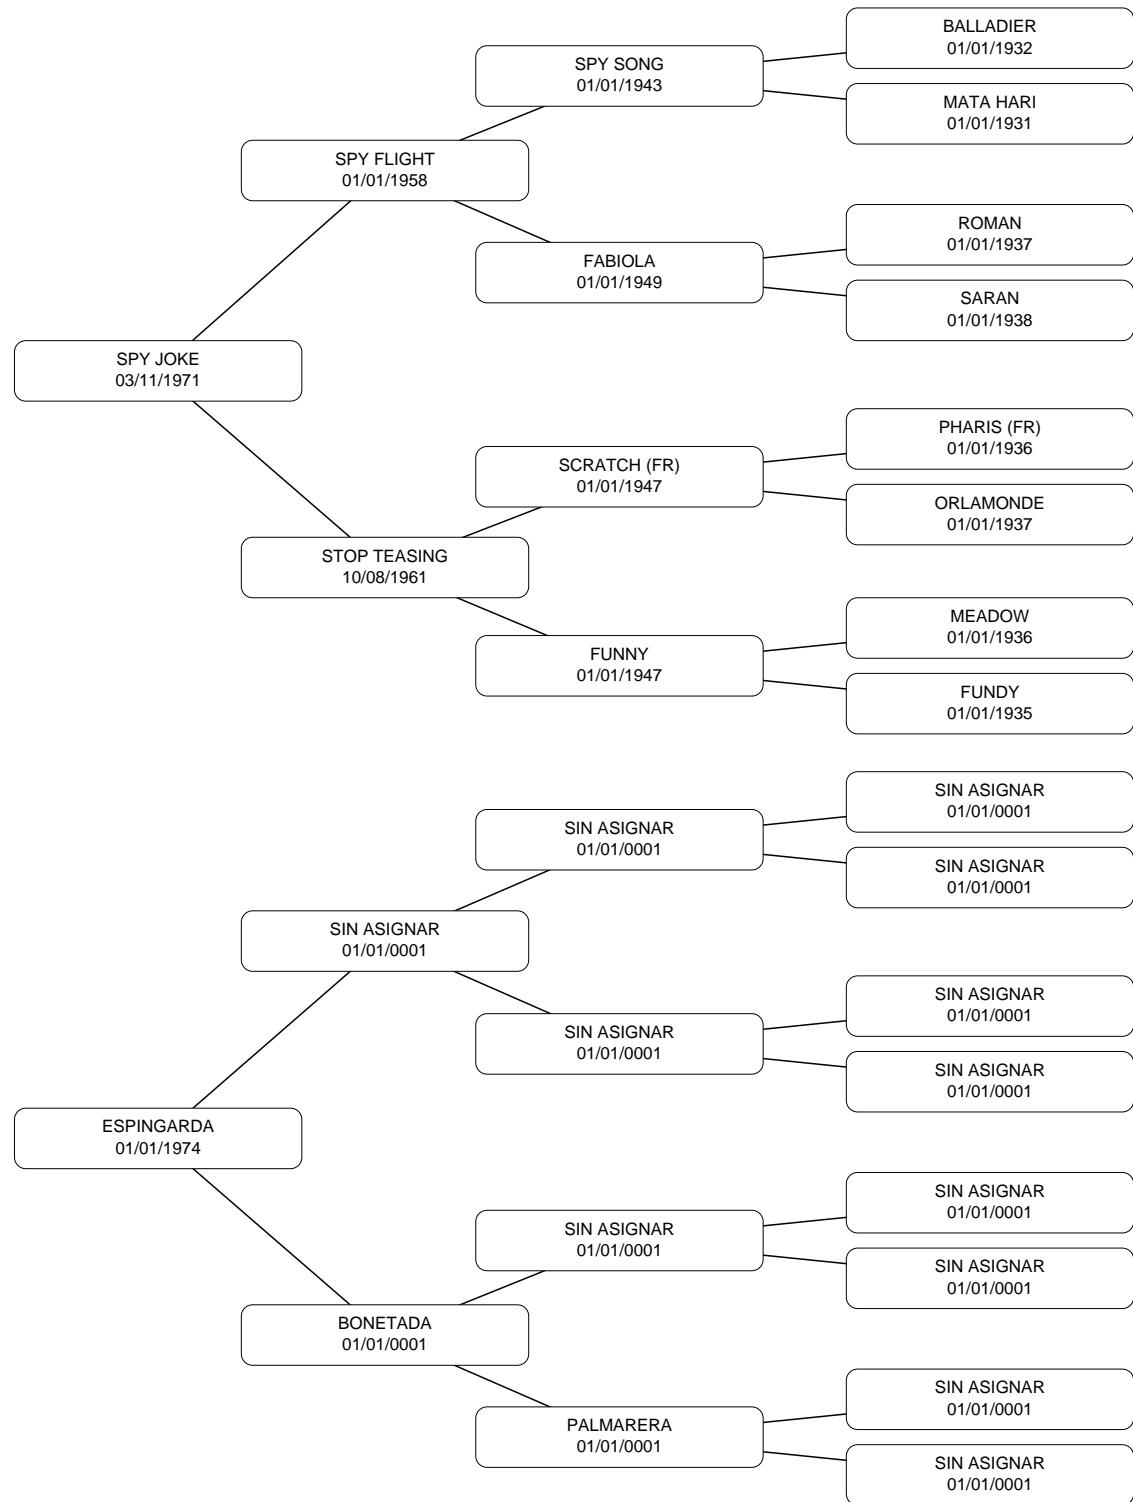 BALLADIER
01/01/1932
SPY SONG
01/01/1943
MATA HARI
01/01/1931
SPY FLIGHT
01/01/1958
ROMAN
01/01/1937
FABIOLA
01/01/1949
SARAN
01/01/1938
SPY JOKE
03/11/1971
PHARIS (FR)
01/01/1936
SCRATCH (FR)
01/01/1947
ORLAMONDE
01/01/1937
STOP TEASING
10/08/1961
MEADOW
01/01/1936
FUNNY
01/01/1947
FUNDY
01/01/1935
SIN ASIGNAR
01/01/0001
SIN ASIGNAR
01/01/0001
SIN ASIGNAR
01/01/0001
SIN ASIGNAR
01/01/0001
SIN ASIGNAR
01/01/0001
SIN ASIGNAR
01/01/0001
SIN ASIGNAR
01/01/0001
ESPINGARDA
01/01/1974
SIN ASIGNAR
01/01/0001
SIN ASIGNAR
01/01/0001
SIN ASIGNAR
01/01/0001
BONETADA
01/01/0001
SIN ASIGNAR
01/01/0001
PALMARERA
01/01/0001
SIN ASIGNAR
01/01/0001